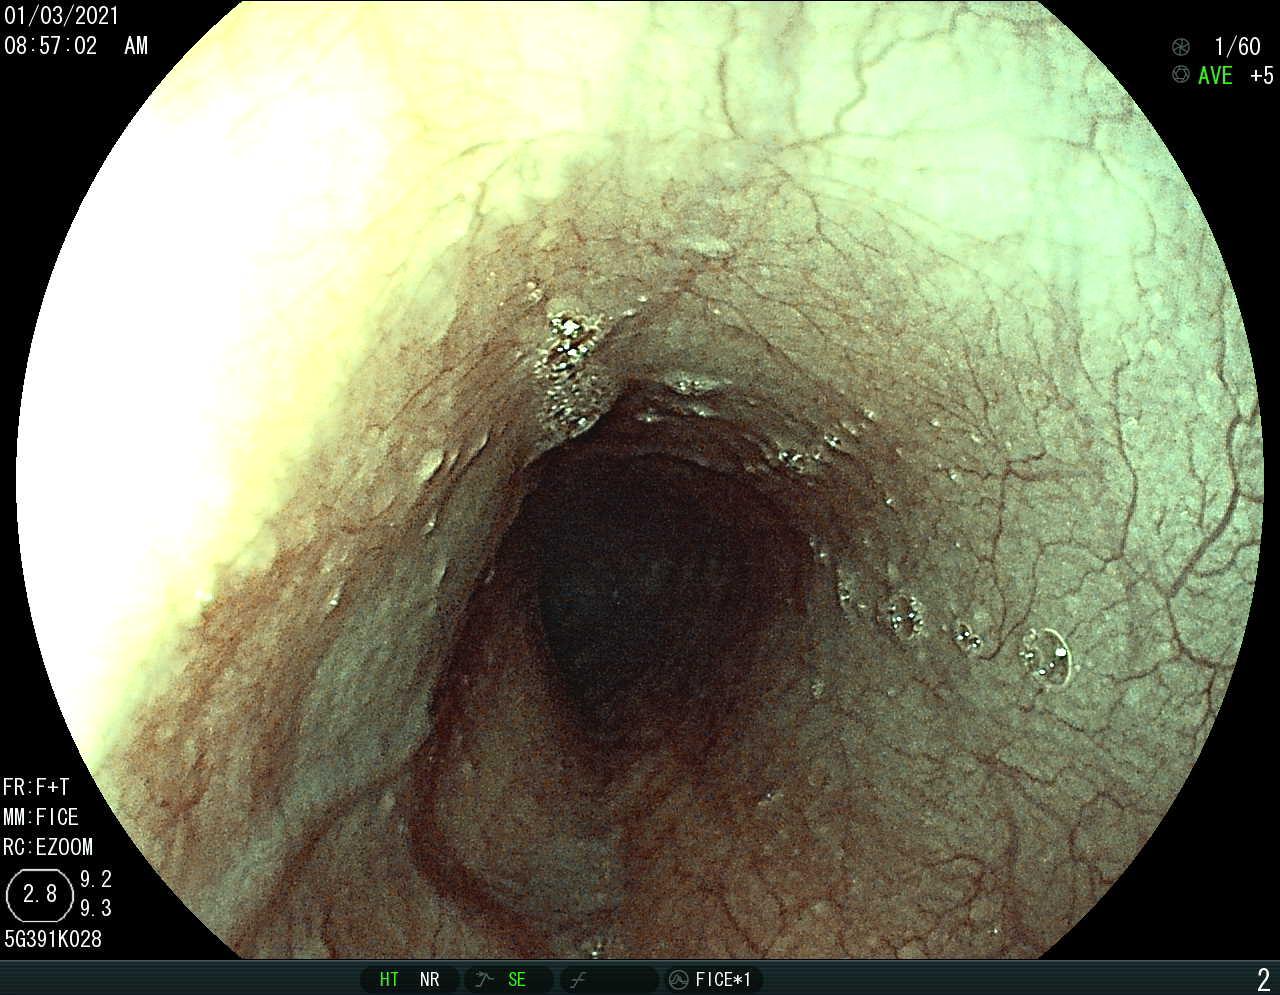 01/03/2021
08:57:02 AM
1/60
AVE +5
FR:F+T
MM:FICE
RC:EZOOM
2.8
9.2
9.3
5G391K028
HT NR SE FICE*1 2